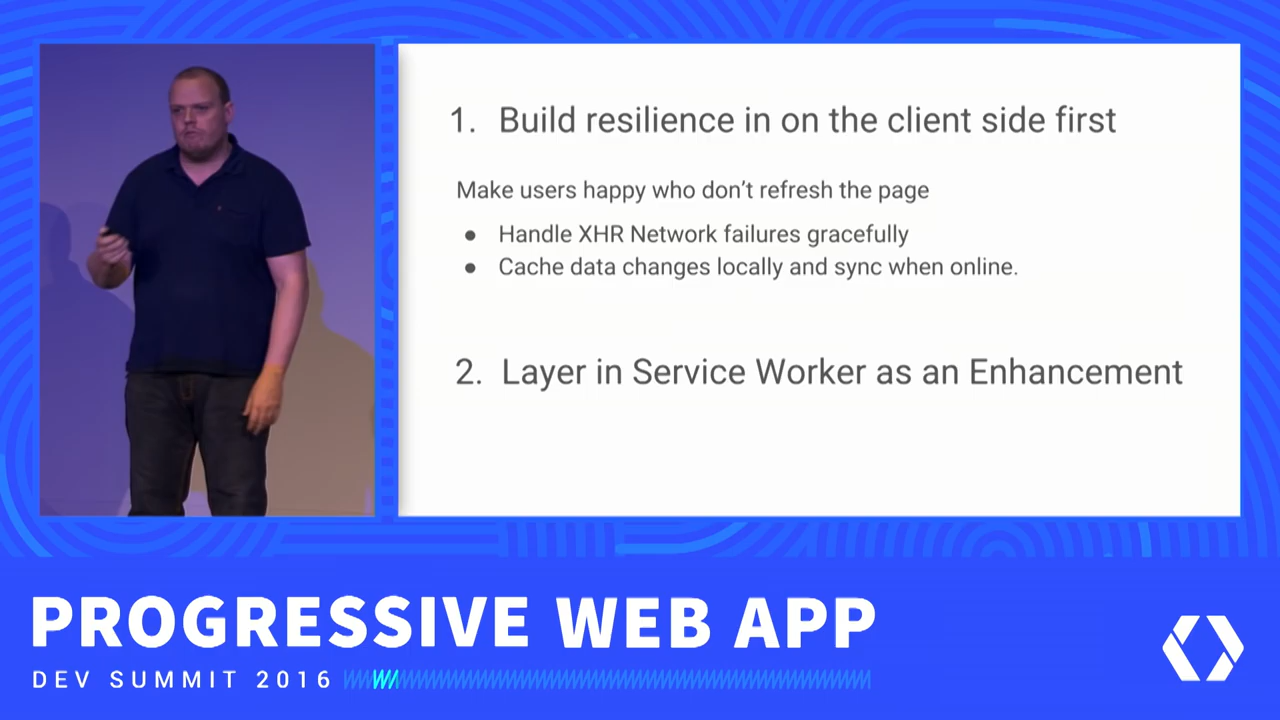 1. Build resilience in on the client side first
Make users happy who don't refresh the page
● Handle XHR Network failures gracefully
● Cache data changes locally and sync when online.
2. Layer in Service Worker as an Enhancement
PROGRESSIVE WEB APP
DEV SUMMIT 2016